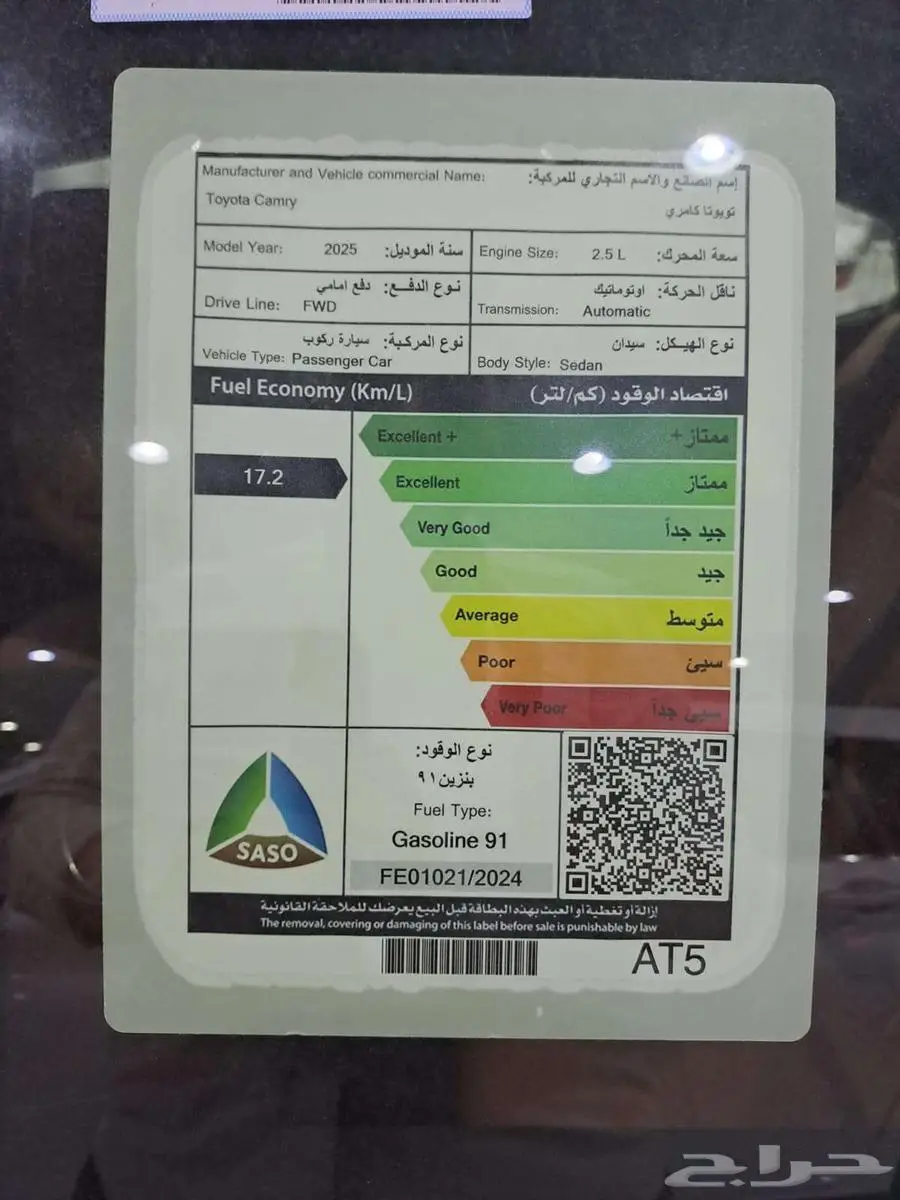 Manufacturer and Vehicle commercial Name: إسم الصانع والاسم التجاري للمركبة:
Toyota Camry تويوتا كامري
Model Year: 2025 سنة الموديل:
Engine Size: 2.5 L سعة المحرك:
نوع الدفع: دفع امامي
Drive Line: FWD
ناقل الحركة: اوتوماتيك
Transmission: Automatic
نوع المركبة: سيارة ركوب
Vehicle Type: Passenger Car
نوع الهيكل: سيدان
Body Style: Sedan
Fuel Economy (Km/L) اقتصاد الوقود (كم/لتر)
Excellent + ممتاز+
17.2
Excellent ممتاز
Very Good جيد جداً
Good جيد
Average متوسط
Poor سيئ
Very Poor سيئ جداً
SASO
نوع الوقود:
بنزين ٩١
Fuel Type:
Gasoline 91
FE01021/2024
إزالة أو تغطية أو العبث بهذه البطاقة قبل البيع يعرضك للملاحقة القانونية
The removal, covering or damaging of this label before sale is punishable by law
AT5
حراج